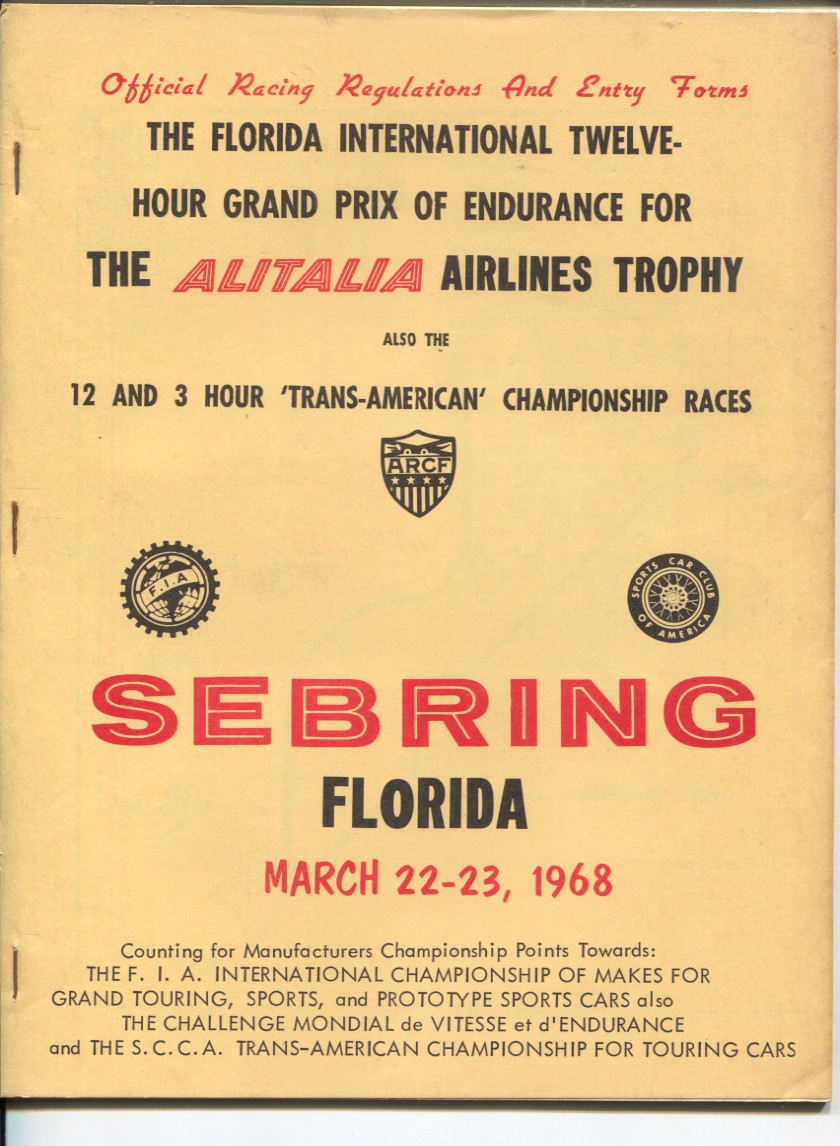 Official Racing Regulations And Entry Forms
THE FLORIDA INTERNATIONAL TWELVE-
HOUR GRAND PRIX OF ENDURANCE FOR
THE ALITALIA AIRLINES TROPHY
ALSO THE
12 AND 3 HOUR 'TRANS-AMERICAN' CHAMPIONSHIP RACES
ARCF
F.I.A
SPORTS CAR CLUB
OF AMERICA
SEBRING
FLORIDA
MARCH 22-23, 1968
Counting for Manufacturers Championship Points Towards:
THE F. I. A. INTERNATIONAL CHAMPIONSHIP OF MAKES FOR
GRAND TOURING, SPORTS, and PROTOTYPE SPORTS CARS also
THE CHALLENGE MONDIAL de VITESSE et d'ENDURANCE
and THE S.C.C.A. TRANS-AMERICAN CHAMPIONSHIP FOR TOURING CARS